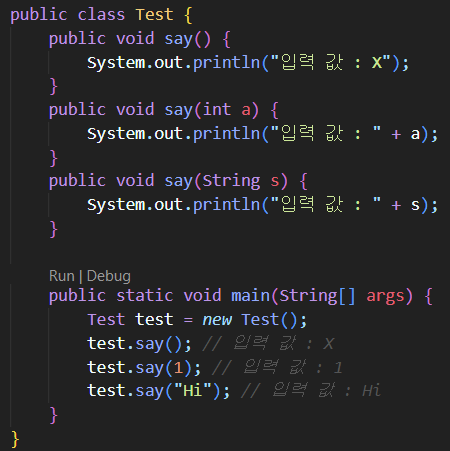 public class Test {
public void say() {
System.out.println("입력 값 : X");
}
public void say(int a) {
System.out.println("입력 값 : " + a);
}
public void say(String s) {
System.out.println("입력 값 : " + s);
}
Run | Debug
public static void main(String[] args) {
Test test = new Test();
test.say(); // 입력 값 : X
test.say(1); // 입력 값 : 1
test.say("Hi"); // 입력 값 : Hi
}
}